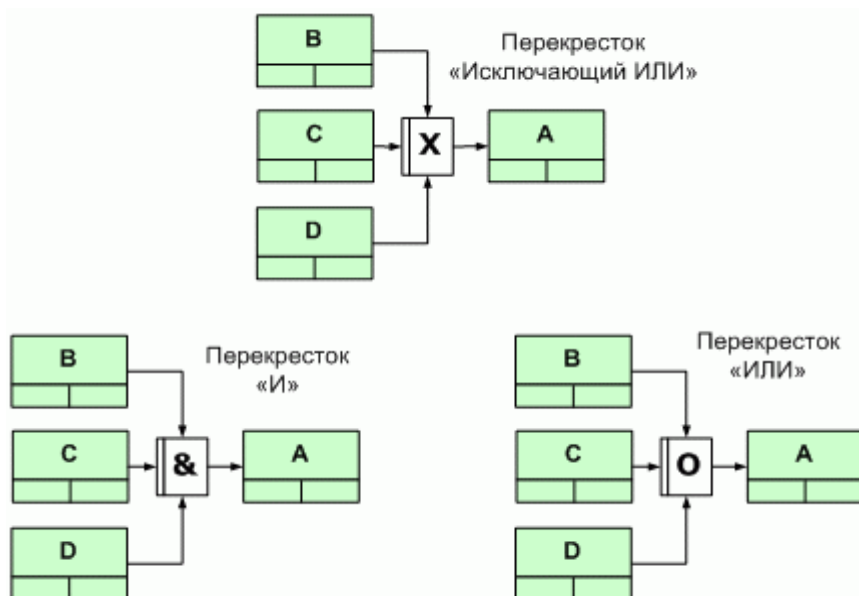 B
Перекресток
«Исключающий ИЛИ»
C
X
A
D
B
Перекресток
«И»
C
&
A
D
B
Перекресток
«ИЛИ»
C
O
A
D